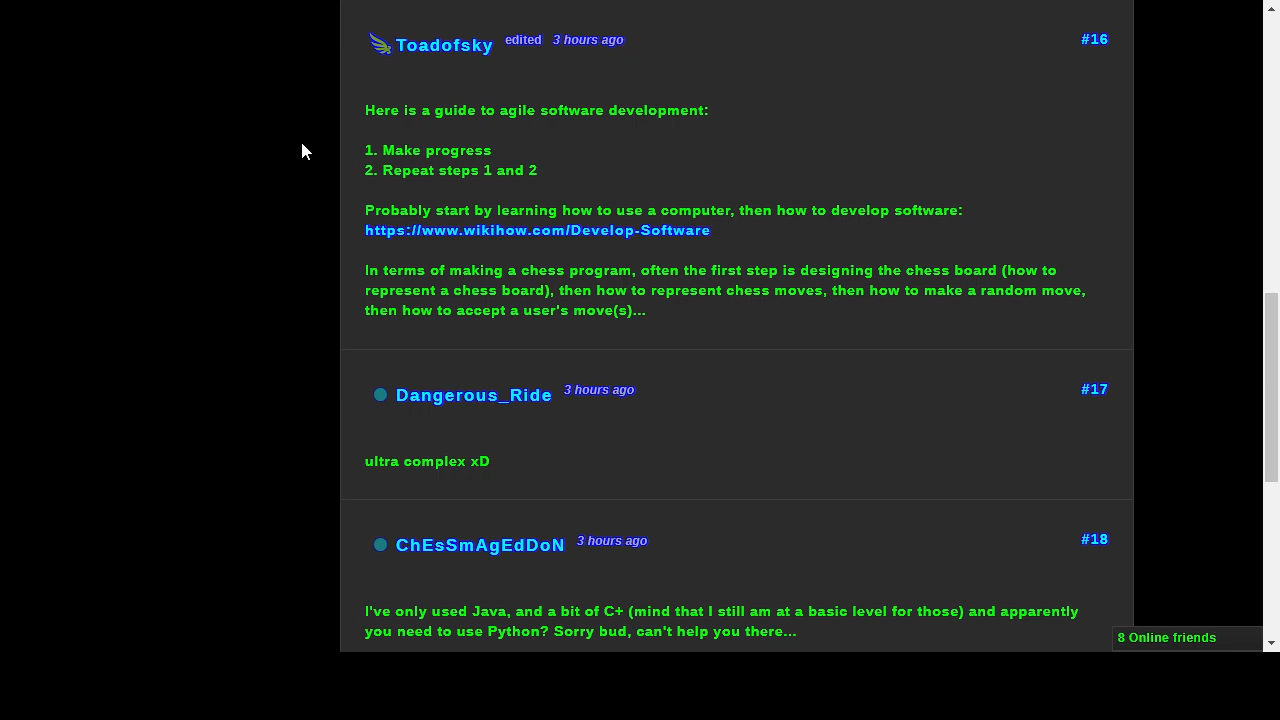 Toadofsky edited 3 hours ago #16
Here is a guide to agile software development:
1. Make progress
2. Repeat steps 1 and 2
Probably start by learning how to use a computer, then how to develop software:
https://www.wikihow.com/Develop-Software
In terms of making a chess program, often the first step is designing the chess board (how to
represent a chess board), then how to represent chess moves, then how to make a random move,
then how to accept a user's move(s)...
Dangerous_Ride 3 hours ago #17
ultra complex xD
ChEsSmAgEdDoN 3 hours ago #18
I've only used Java, and a bit of C+ (mind that I still am at a basic level for those) and apparently
you need to use Python? Sorry bud, can't help you there...
8 Online friends